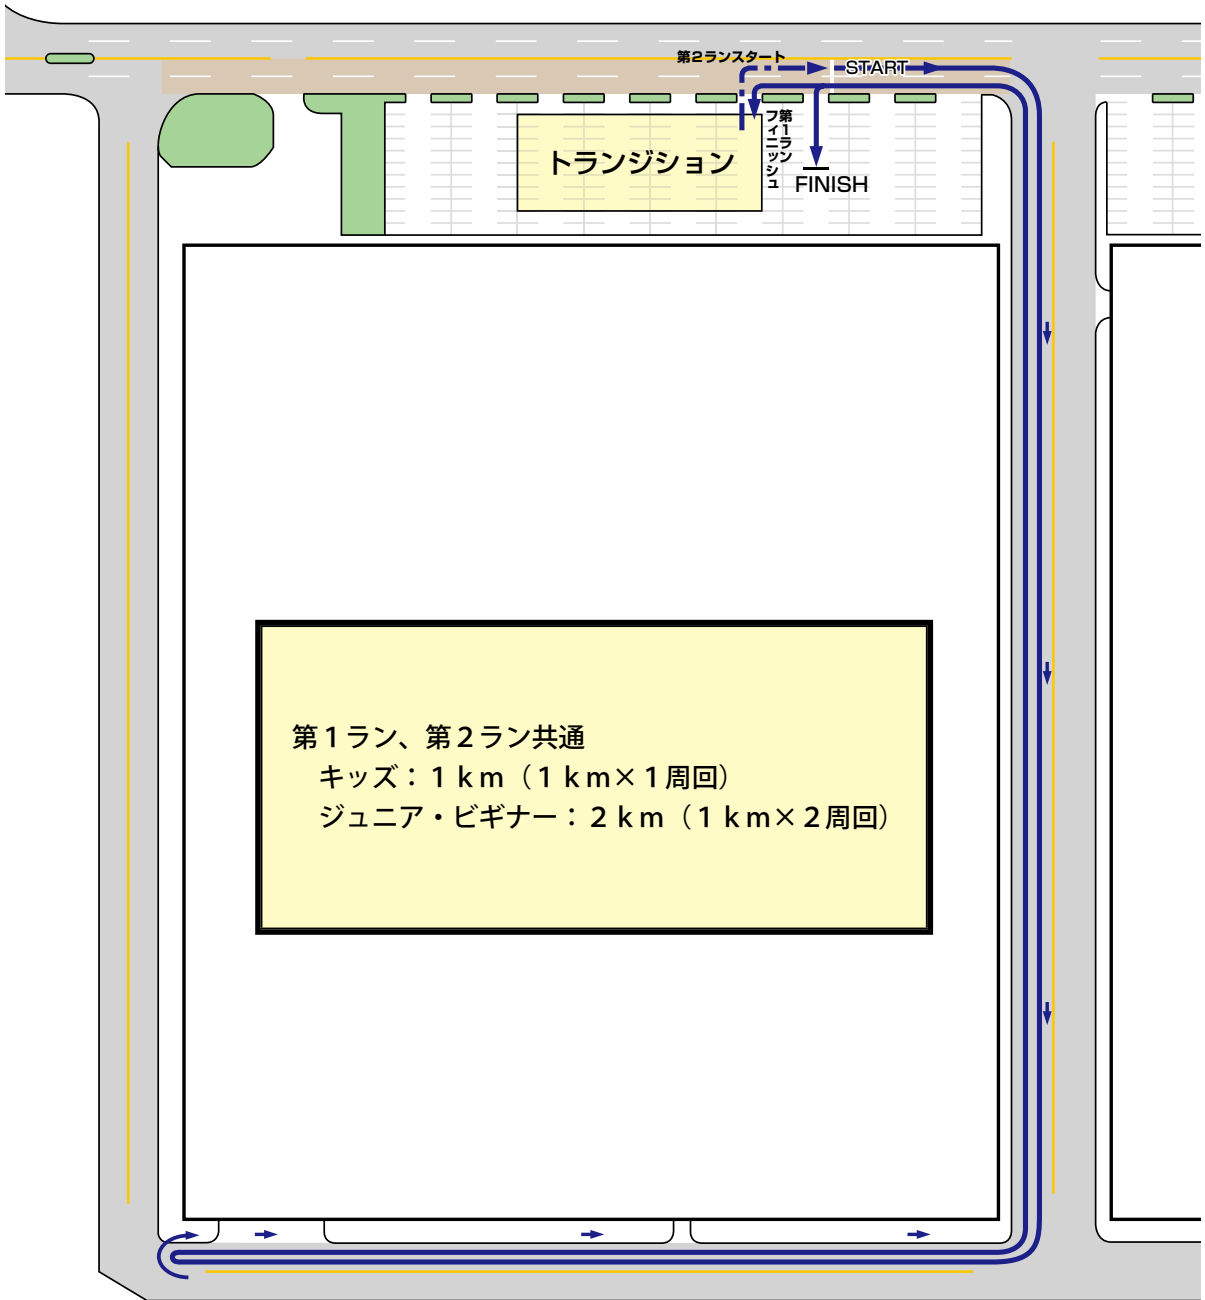 第2ランスタート
START
トランジション
第1ラン
フィニッシュ
FINISH
第１ラン、第２ラン共通
キッズ：１ｋｍ（１ｋｍ×１周回）
ジュニア・ビギナー：２ｋｍ（１ｋｍ×２周回）